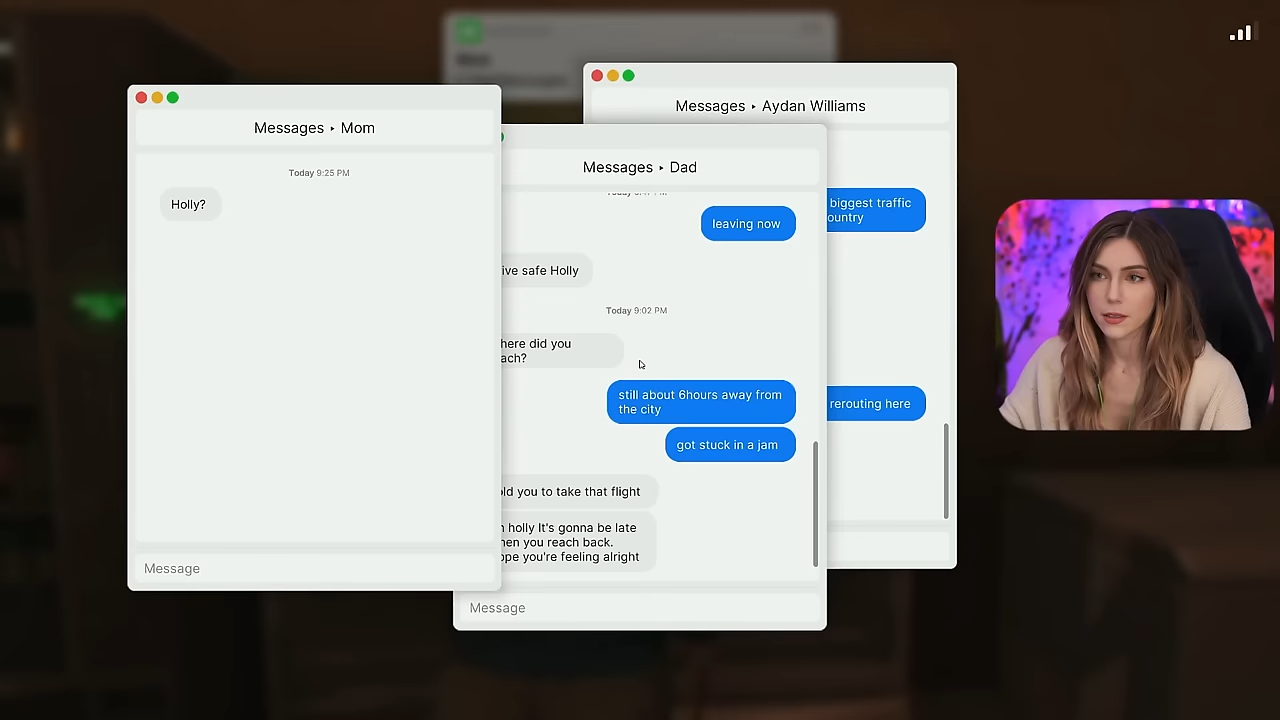 Messages ▸ Mom
Today 9:25 PM
Holly?
Message
Messages ▸ Dad
leaving now
ive safe Holly
Today 9:02 PM
here did you
ach?
still about 6hours away from
the city
got stuck in a jam
old you to take that flight
holly It's gonna be late
hen you reach back.
ope you're feeling alright
Message
Messages ▸ Aydan Williams
biggest traffic
ountry
rerouting here